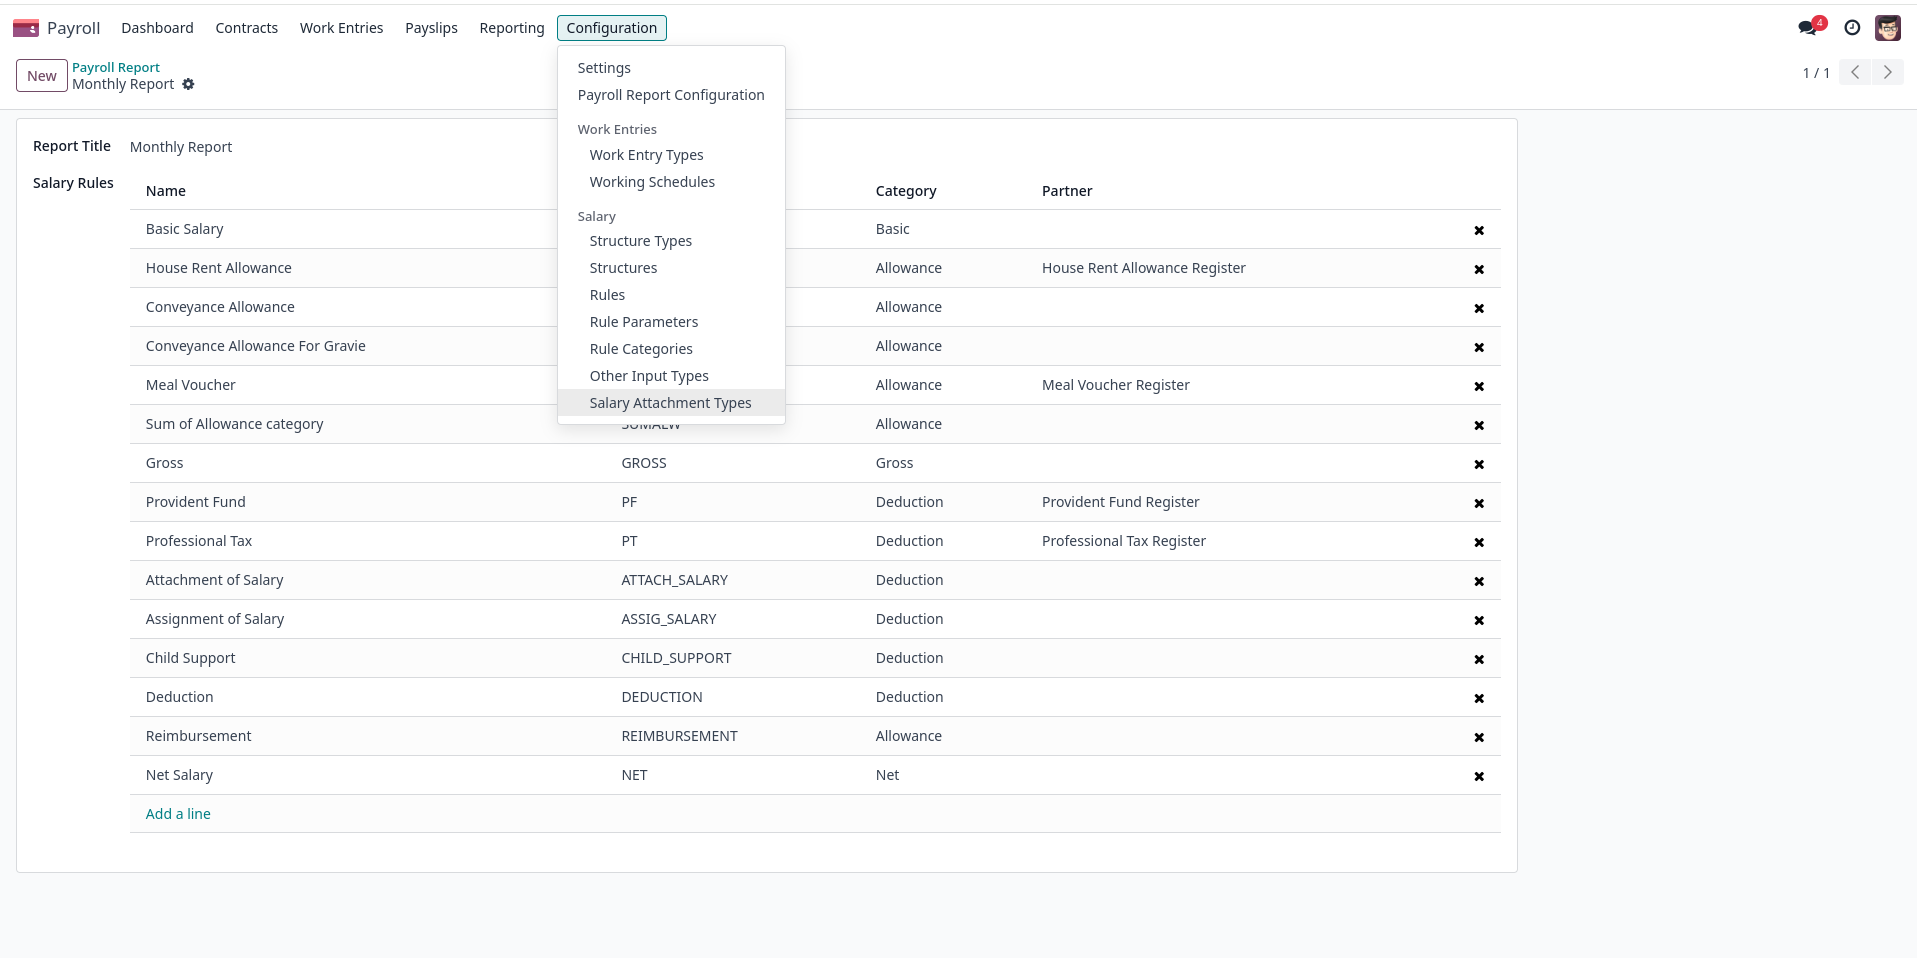 Payroll Dashboard Contracts Work Entries Payslips Reporting Configuration 4
New Payroll Report
Monthly Report
1 / 1
Settings
Payroll Report Configuration
Work Entries
Work Entry Types
Working Schedules
Salary
Structure Types
Structures
Rules
Rule Parameters
Rule Categories
Other Input Types
Salary Attachment Types
Report Title Monthly Report
Salary Rules
Name Category Partner
Basic Salary Basic
House Rent Allowance Allowance House Rent Allowance Register
Conveyance Allowance Allowance
Conveyance Allowance For Gravie Allowance
Meal Voucher Allowance Meal Voucher Register
Sum of Allowance category Allowance
Gross GROSS Gross
Provident Fund PF Deduction Provident Fund Register
Professional Tax PT Deduction Professional Tax Register
Attachment of Salary ATTACH_SALARY Deduction
Assignment of Salary ASSIG_SALARY Deduction
Child Support CHILD_SUPPORT Deduction
Deduction DEDUCTION Deduction
Reimbursement REIMBURSEMENT Allowance
Net Salary NET Net
Add a line